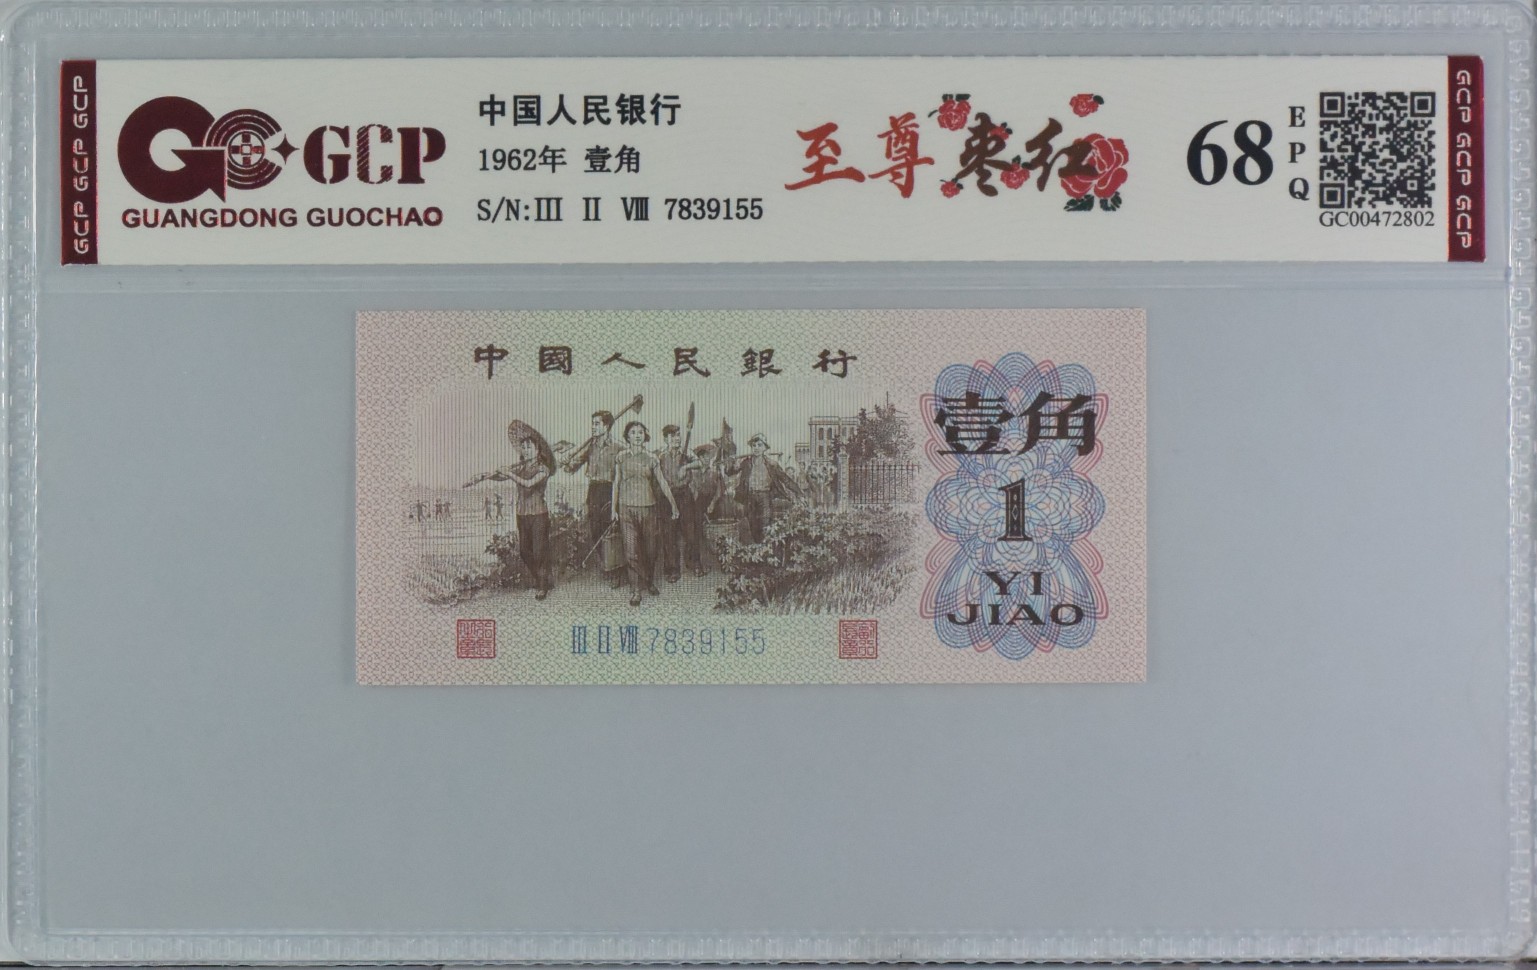 GCP GCP GCP
GCP
GUANGDONG GUOCHAO
中国人民银行
1962年 壹角
S/N:III II VIII 7839155
至尊枣红
68
EPQ
GC00472802
GCP GCP GCP
中國人民銀行
壹角
1
YI
JIAO
III II VIII 7839155